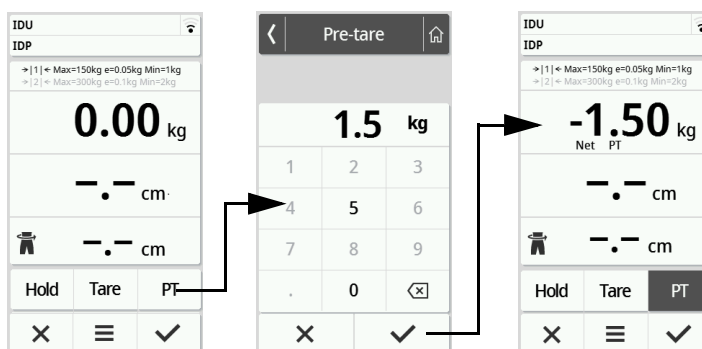 IDU
IDP
→|1|← Max=150kg e=0.05kg Min=1kg
→|2|← Max=300kg e=0.1kg Min=2kg
0.00 kg
-.- cm
-.- cm
Hold Tare PT
Pre-tare
1.5 kg
1 2 3
4 5 6
7 8 9
. 0
IDU
IDP
→|1|← Max=150kg e=0.05kg Min=1kg
→|2|← Max=300kg e=0.1kg Min=2kg
-1.50 kg
Net PT
-.- cm
-.- cm
Hold Tare PT